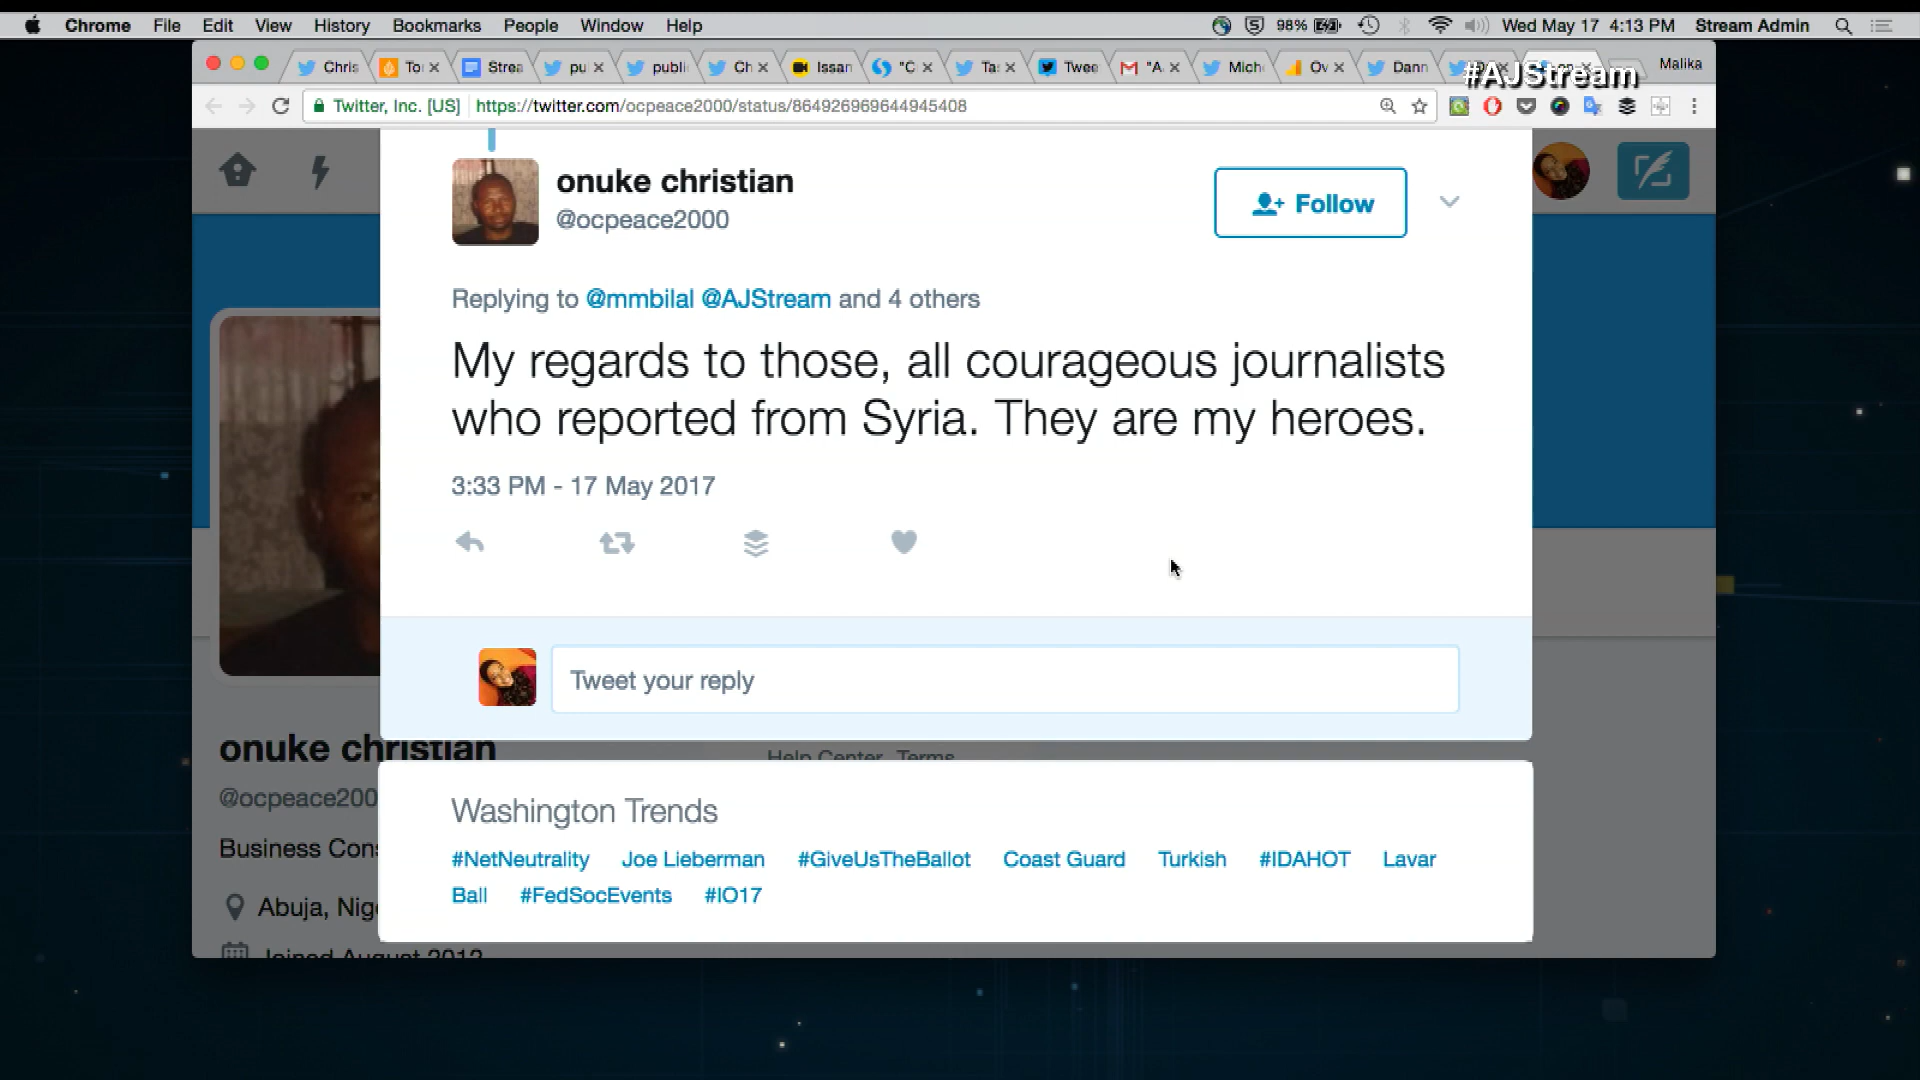 Chrome File Edit View History Bookmarks People Window Help 98% Wed May 17 4:13 PM Stream Admin
Chris To Strea pu publi Ch Issan "C Ta Twee "A Mich Ov Dann Malika
#AJStream
Twitter, Inc. [US] https://twitter.com/ocpeace2000/status/864926969644945408
onuke christian
@ocpeace2000
Follow
Replying to @mmbilal @AJStream and 4 others
My regards to those, all courageous journalists
who reported from Syria. They are my heroes.
3:33 PM - 17 May 2017
Tweet your reply
onuke christian
Help Center Terms
@ocpeace200
Business Cons
Abuja, Nige
Joined August 2012
Washington Trends
#NetNeutrality Joe Lieberman #GiveUsTheBallot Coast Guard Turkish #IDAHOT Lavar
Ball #FedSocEvents #IO17